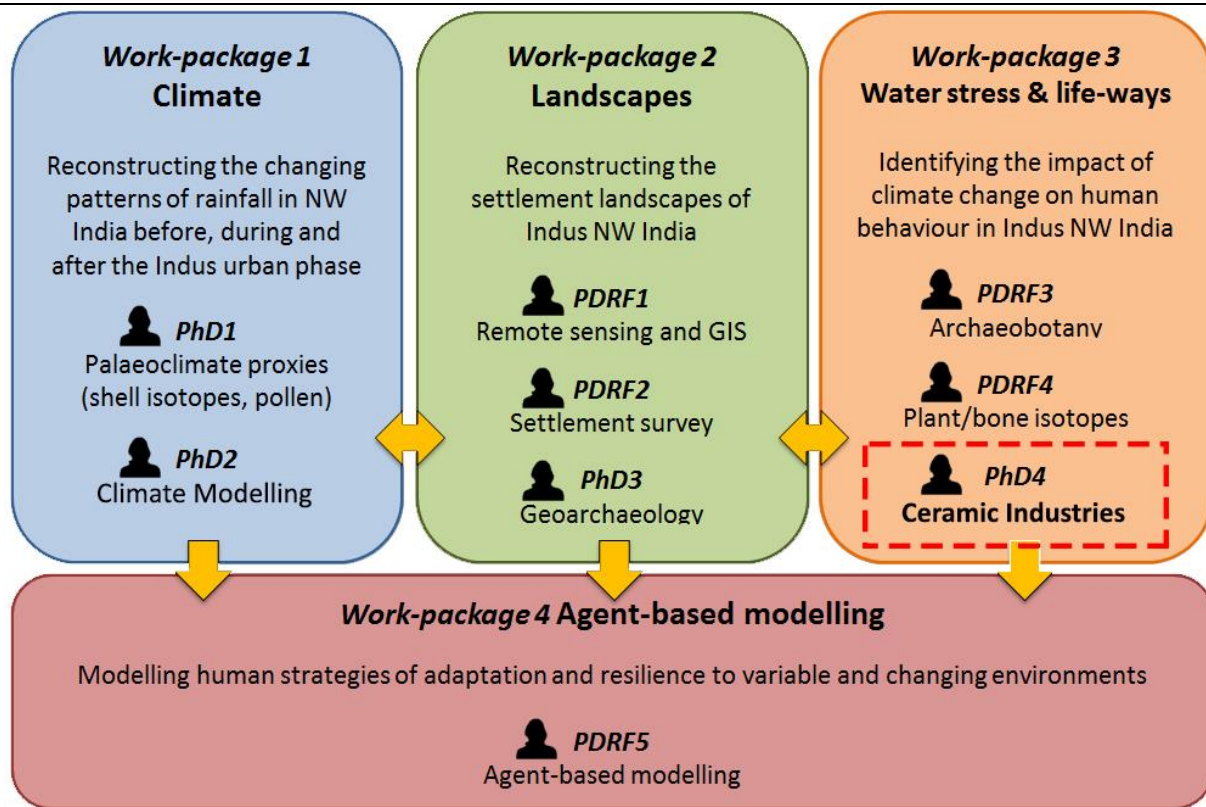 Work-package 1
Climate
Reconstructing the changing
patterns of rainfall in NW
India before, during and
after the Indus urban phase
PhD1
Palaeoclimate proxies
(shell isotopes, pollen)
PhD2
Climate Modelling
Work-package 2
Landscapes
Reconstructing the
settlement landscapes of
Indus NW India
PDRF1
Remote sensing and GIS
PDRF2
Settlement survey
PhD3
Geoarchaeology
Work-package 3
Water stress & life-ways
Identifying the impact of
climate change on human
behaviour in Indus NW India
PDRF3
Archaeobotany
PDRF4
Plant/bone isotopes
PhD4
Ceramic Industries
Work-package 4 Agent-based modelling
Modelling human strategies of adaptation and resilience to variable and changing environments
PDRF5
Agent-based modelling